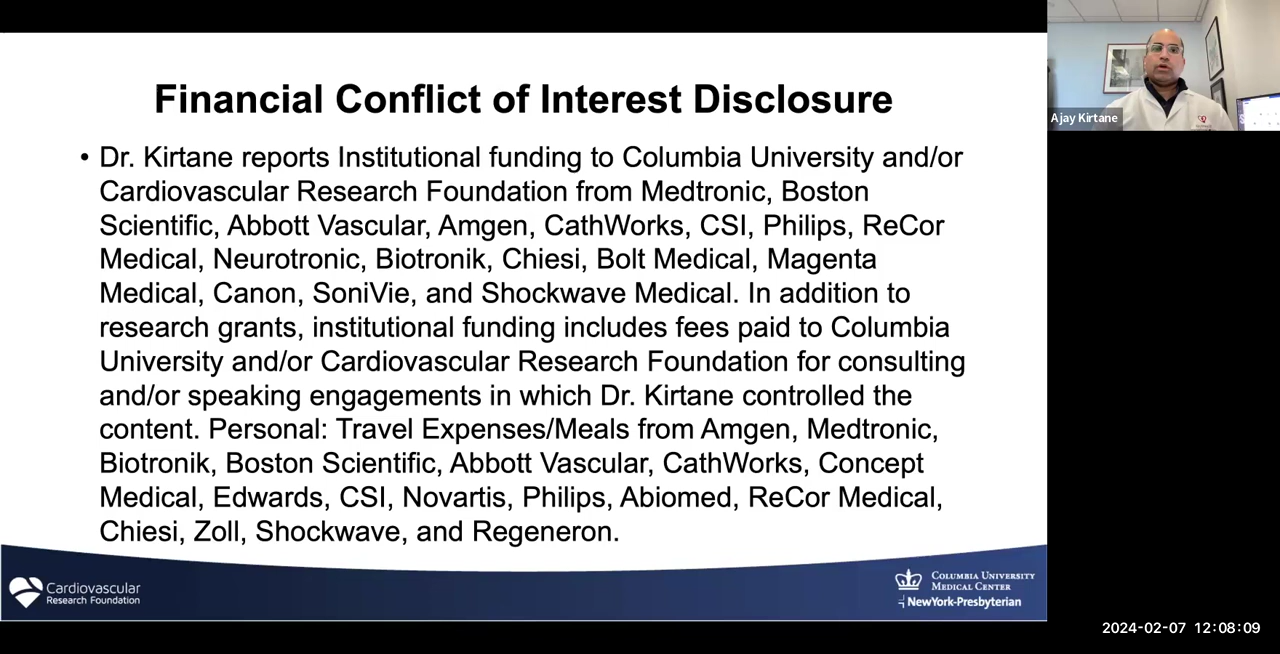 Financial Conflict of Interest Disclosure
• Dr. Kirtane reports Institutional funding to Columbia University and/or
Cardiovascular Research Foundation from Medtronic, Boston
Scientific, Abbott Vascular, Amgen, CathWorks, CSI, Philips, ReCor
Medical, Neurotronic, Biotronik, Chiesi, Bolt Medical, Magenta
Medical, Canon, SoniVie, and Shockwave Medical. In addition to
research grants, institutional funding includes fees paid to Columbia
University and/or Cardiovascular Research Foundation for consulting
and/or speaking engagements in which Dr. Kirtane controlled the
content. Personal: Travel Expenses/Meals from Amgen, Medtronic,
Biotronik, Boston Scientific, Abbott Vascular, CathWorks, Concept
Medical, Edwards, CSI, Novartis, Philips, Abiomed, ReCor Medical,
Chiesi, Zoll, Shockwave, and Regeneron.
Cardiovascular
Research Foundation
COLUMBIA UNIVERSITY
MEDICAL CENTER
NewYork-Presbyterian
Ajay Kirtane
2024-02-07 12:08:09